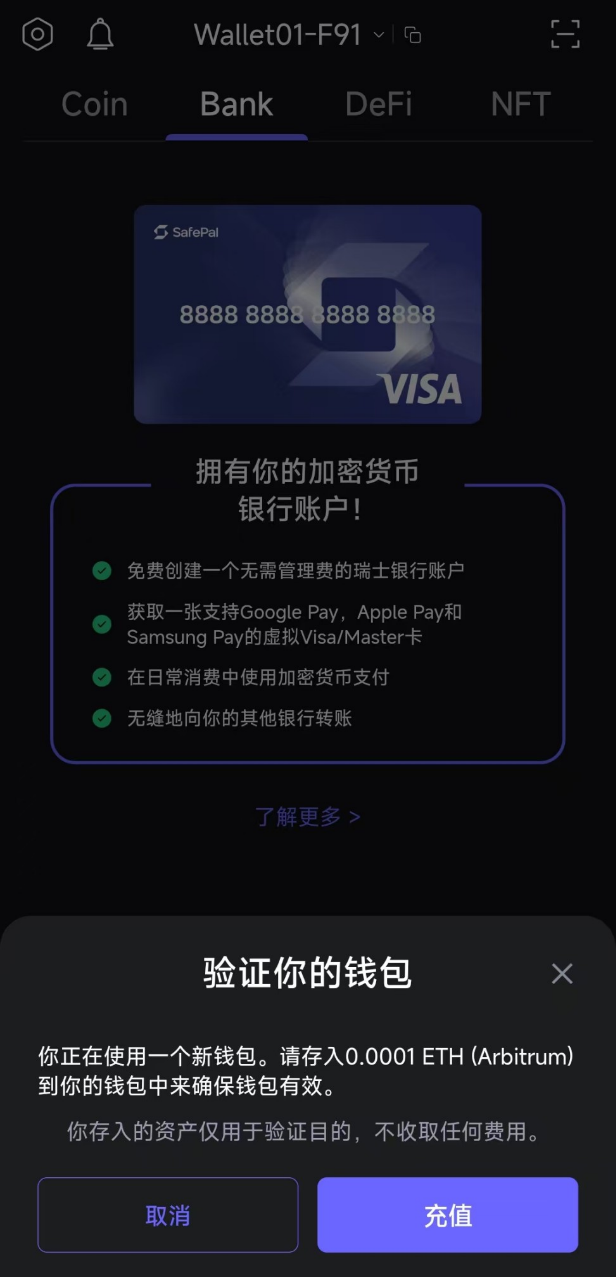 Wallet01-F91
Coin Bank DeFi NFT
SafePal
8888 8888 8888 8888
VISA
拥有你的加密货币
银行账户！
免费创建一个无需管理费的瑞士银行账户
获取一张支持Google Pay，Apple Pay和
Samsung Pay的虚拟Visa/Master卡
在日常消费中使用加密货币支付
无缝地向你的其他银行转账
了解更多 >
验证你的钱包
你正在使用一个新钱包。请存入0.0001 ETH (Arbitrum)
到你的钱包中来确保钱包有效。
你存入的资产仅用于验证目的，不收取任何费用。
取消 充值